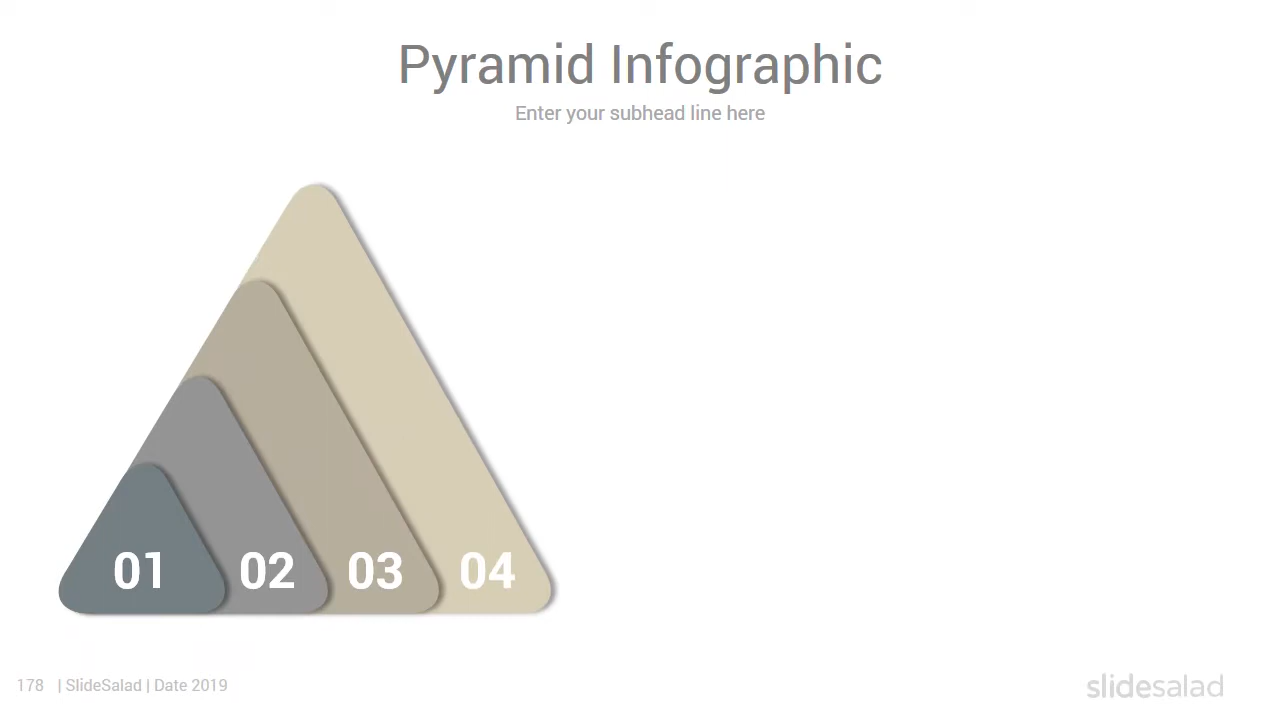 Pyramid Infographic
Enter your subhead line here
01 02 03 04
178 | SlideSalad | Date 2019
slidesalad